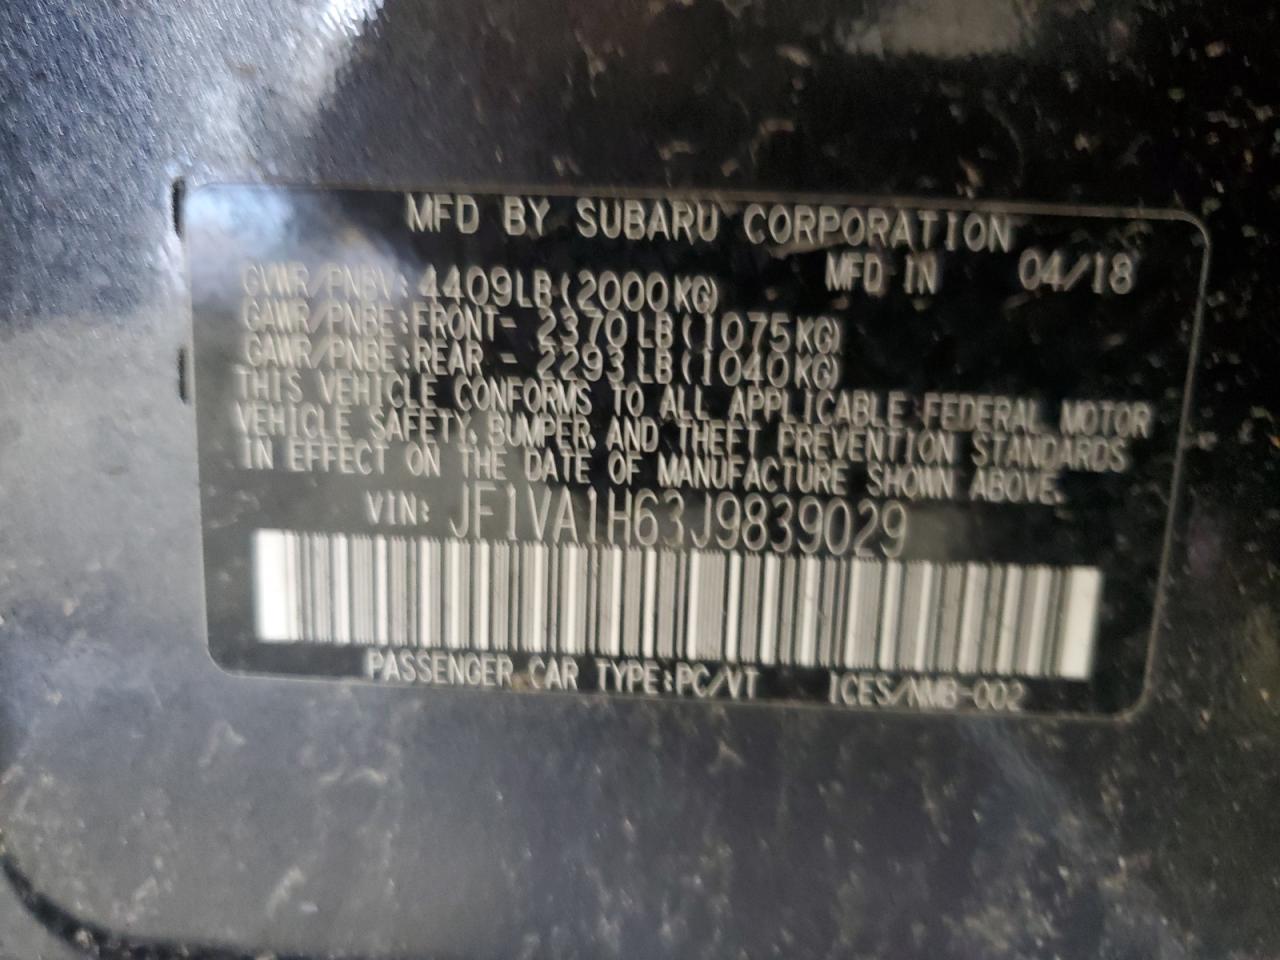 MFD BY SUBARU CORPORATION
MFD IN 04/18
GVWR/PNBV: 4409LB(2000KG)
GAWR/PNBE:FRONT- 2370LB(1075KG)
GAWR/PNBE:REAR - 2293LB(1040KG)
THIS VEHICLE CONFORMS TO ALL APPLICABLE FEDERAL MOTOR
VEHICLE SAFETY, BUMPER, AND THEFT PREVENTION STANDARDS
IN EFFECT ON THE DATE OF MANUFACTURE SHOWN ABOVE.
VIN: JF1VA1H63J9839029
PASSENGER CAR TYPE:PC/VT ICES/NMB-002